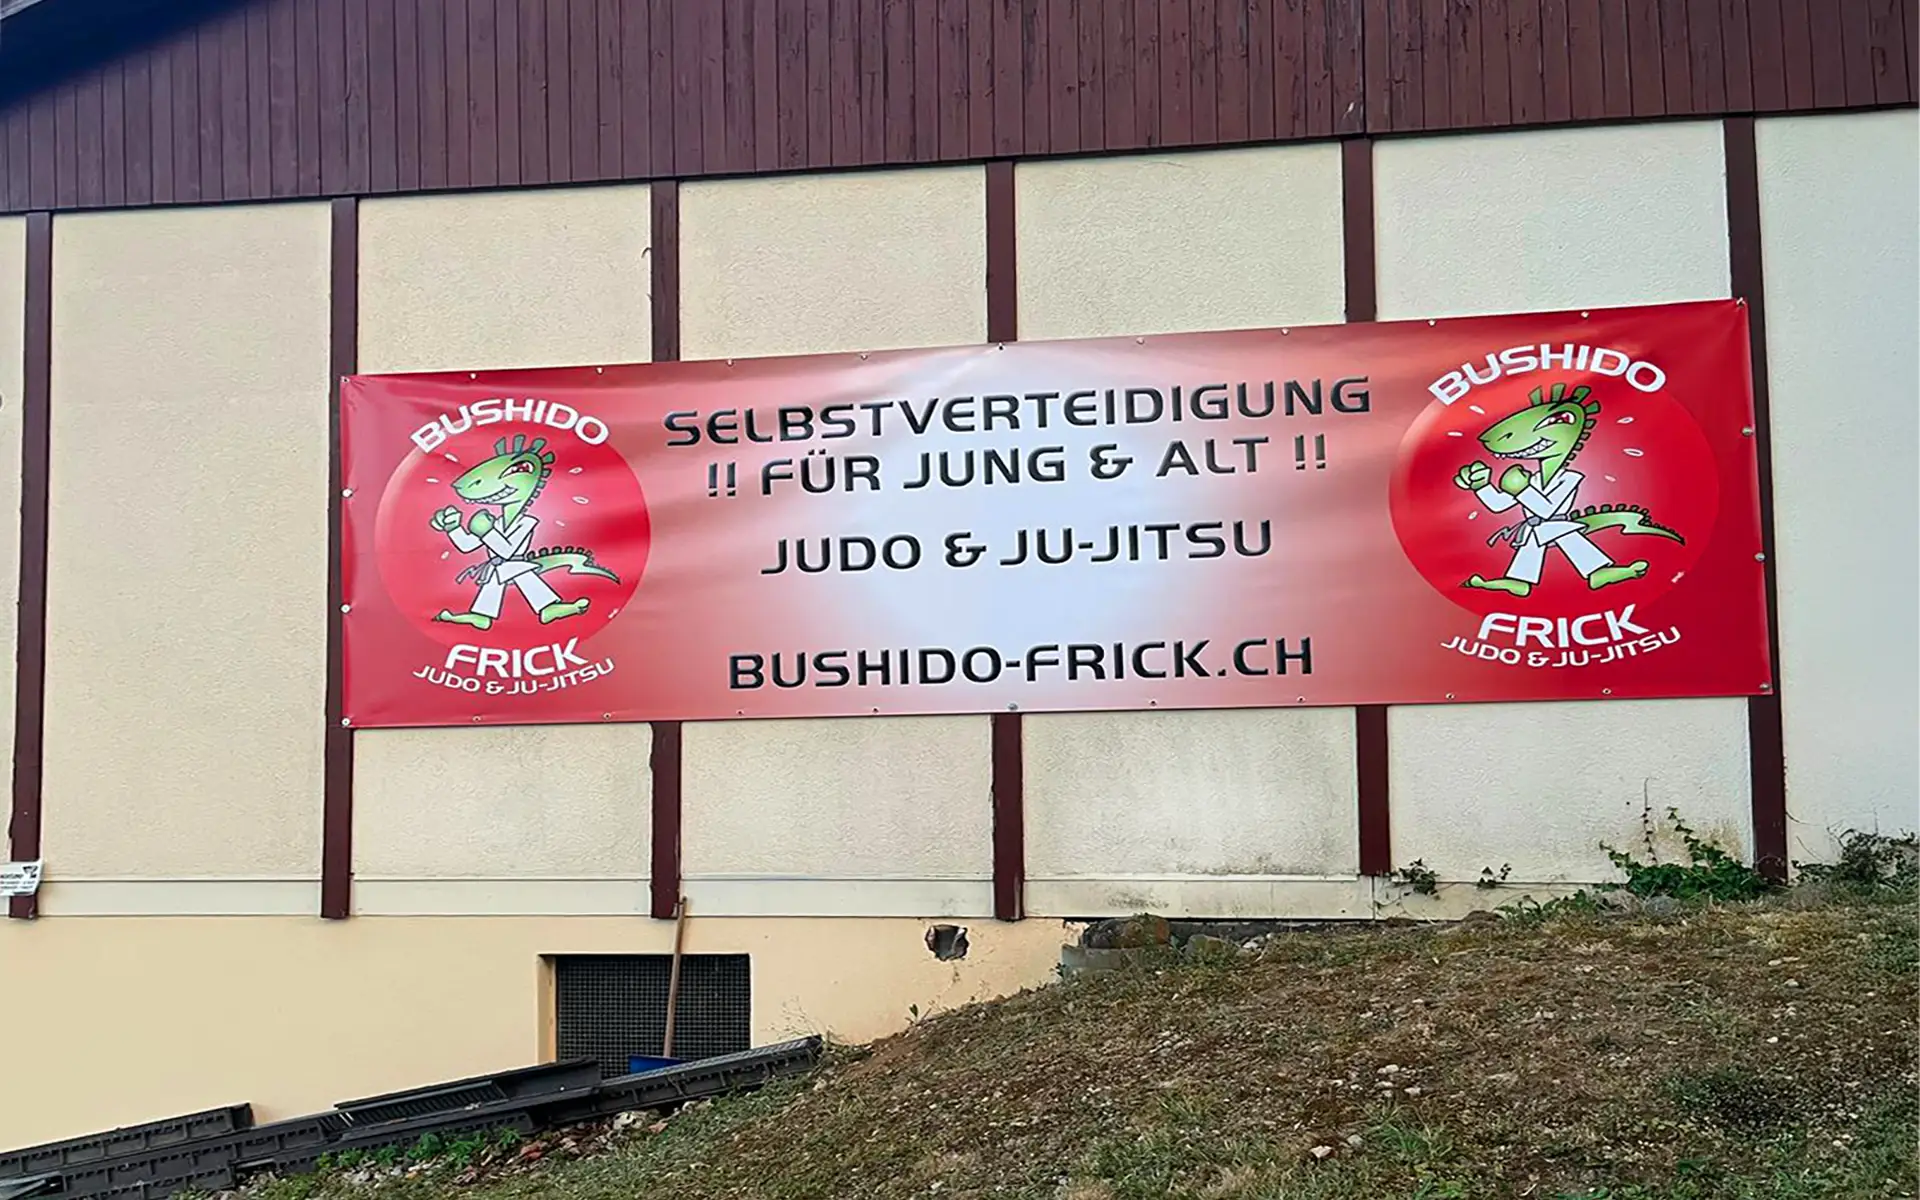 BUSHIDO
FRICK
JUDO & JU-JITSU
SELBSTVERTEIDIGUNG
!! FÜR JUNG & ALT !!
JUDO & JU-JITSU
BUSHIDO-FRICK.CH
BUSHIDO
FRICK
JUDO & JU-JITSU